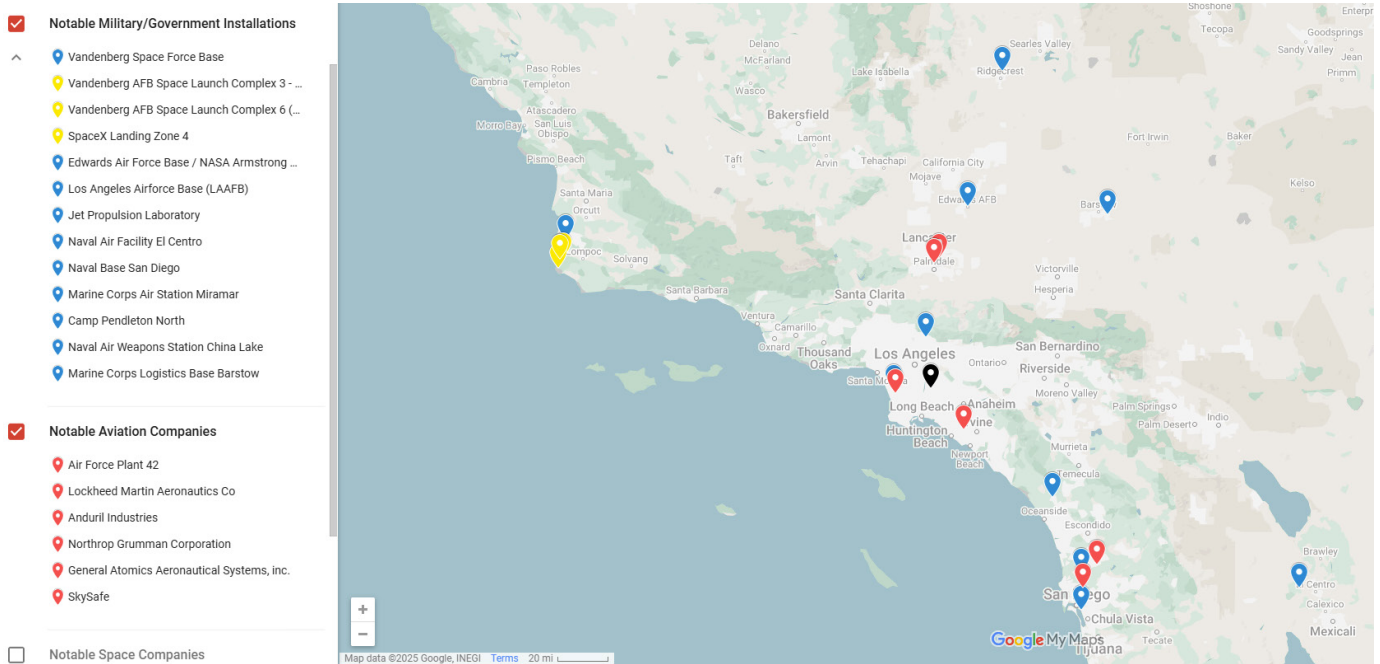 Notable Military/Government Installations
Vandenberg Space Force Base
Vandenberg AFB Space Launch Complex 3 - ...
Vandenberg AFB Space Launch Complex 6 (...
SpaceX Landing Zone 4
Edwards Air Force Base / NASA Armstrong ...
Los Angeles Airforce Base (LAAFB)
Jet Propulsion Laboratory
Naval Air Facility El Centro
Naval Base San Diego
Marine Corps Air Station Miramar
Camp Pendleton North
Naval Air Weapons Station China Lake
Marine Corps Logistics Base Barstow
Notable Aviation Companies
Air Force Plant 42
Lockheed Martin Aeronautics Co
Anduril Industries
Northrop Grumman Corporation
General Atomics Aeronautical Systems, inc.
SkySafe
Notable Space Companies
Shoshone
Tecopa
Enterpr
Goodsprings
Sandy Valley
Jean
Primm
Delano
McFarland
Searles Valley
Ridgecrest
Lake Isabella
Paso Robles
Cambria
Templeton
Wasco
Atascadero
Morro Bay
San Luis
Obispo
Bakersfield
Lamont
Fort Irwin
Baker
Pismo Beach
Taft
Arvin
Tehachapi
California City
Mojave
Kelso
Santa Maria
Orcutt
Edwards AFB
Bars
Lompoc
Solvang
Lancaster
Palmdale
Victorville
Hesperia
Santa Barbara
Santa Clarita
Ventura
Camarillo
Oxnard
Thousand
Oaks
Los Angeles
San Bernardino
Ontario
Riverside
Santa Mo
Moreno Valley
Long Beach
Anaheim
Irvine
Palm Springs
Indio
Palm Desert
Huntington
Beach
Newport
Beach
Murrieta
Temecula
Oceanside
Escondido
Brawley
San Diego
El Centro
Calexico
Chula Vista
Mexicali
Tecate
Tijuana
Google My Maps
+
−
Map data ©2025 Google, INEGI Terms 20 mi